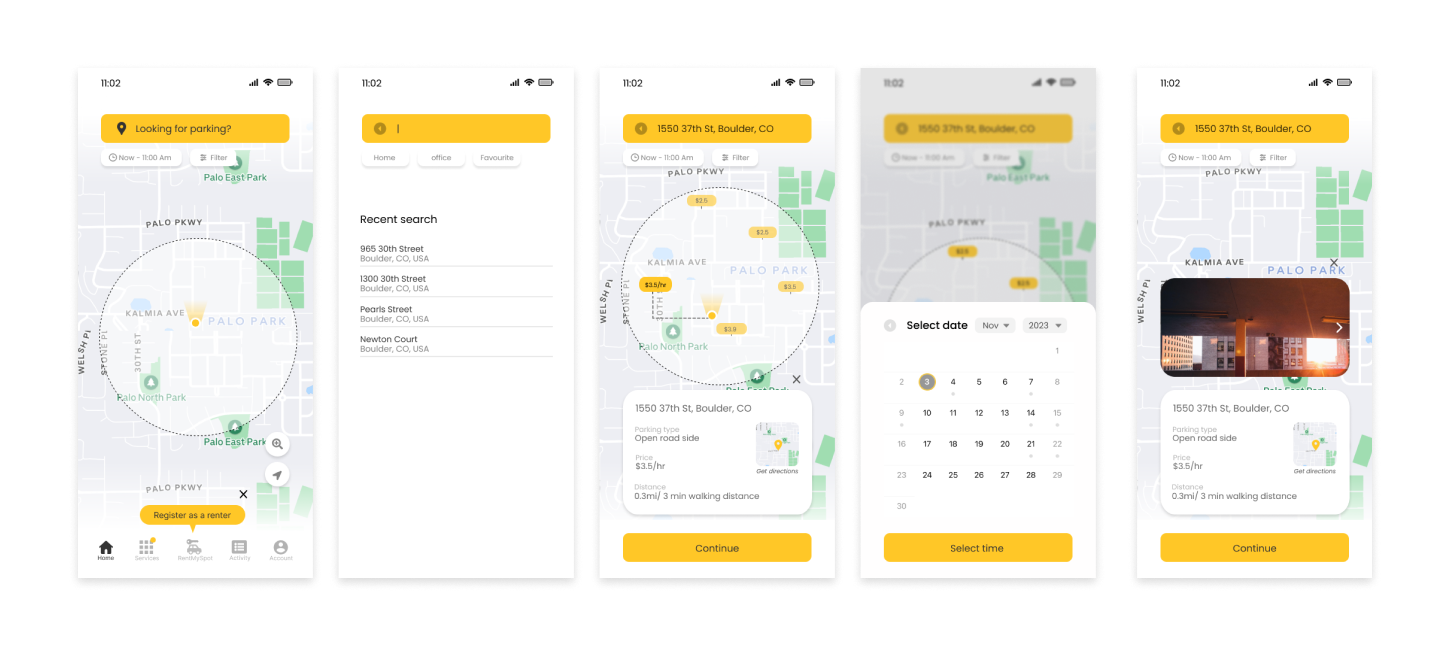 11:02
Looking for parking?
Now - 11:00 Am
Filter
Palo East Park
PALO PKWY
KALMIA AVE
PALO PARK
WELSH Pl
STONE Pl
30TH ST
Palo North Park
Palo East Park
PALO PKWY
Register as a renter
Home
Services
RentMySpot
Activity
Account
11:02
Home
office
Favourite
Recent search
965 30th Street
Boulder, CO, USA
1300 30th Street
Boulder, CO, USA
Pearls Street
Boulder, CO, USA
Newton Court
Boulder, CO, USA
11:02
1550 37th St, Boulder, CO
Now - 11:00 Am
Filter
PALO PKWY
$2.5
$2.5
KALMIA AVE
PALO PARK
$3.5/hr
$3.5
WELSH Pl
STONE Pl
30TH
$3.9
Palo North Park
Palo East Park
1550 37th St, Boulder, CO
Parking type
Open road side
Price
$3.5/hr
Get directions
Distance
0.3mi/ 3 min walking distance
Continue
11:02
1550 37th St, Boulder, CO
Now - 11:00 Am
Filter
Palo East Park
PALO PKWY
$2.5
$2.5
Select date
Nov
2023
1
2 3 4 5 6 7 8
9 10 11 12 13 14 15
16 17 18 19 20 21 22
23 24 25 26 27 28 29
30
Select time
11:02
1550 37th St, Boulder, CO
Now - 11:00 Am
Filter
PALO PKWY
KALMIA AVE
PALO PARK
WELSH Pl
1550 37th St, Boulder, CO
Parking type
Open road side
Price
$3.5/hr
Get directions
Distance
0.3mi/ 3 min walking distance
Continue